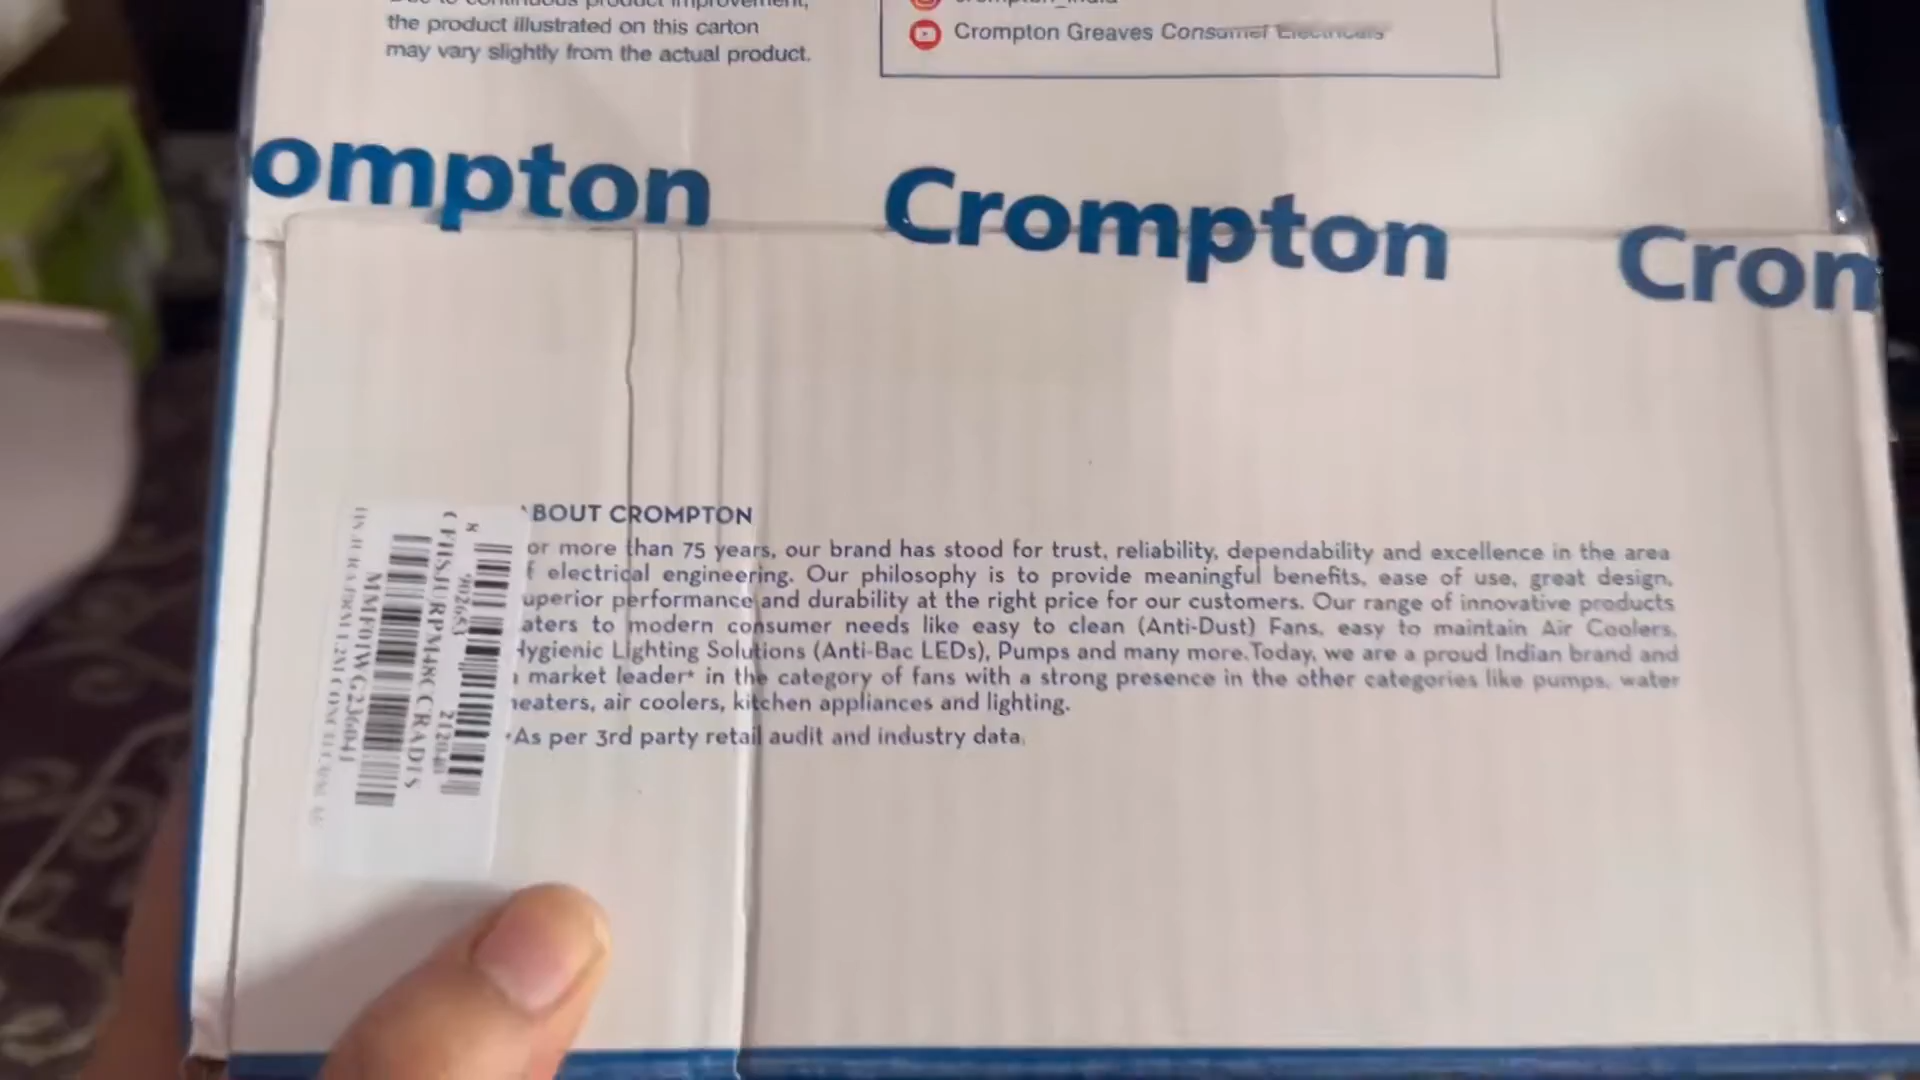 the product illustrated on this carton
may vary slightly from the actual product.
crompton_india
Crompton Greaves Consumer Electricals
ompton Crompton Crom
BOUT CROMPTON
or more than 75 years, our brand has stood for trust, reliability, dependability and excellence in the area
f electrical engineering. Our philosophy is to provide meaningful benefits, ease of use, great design,
uperior performance and durability at the right price for our customers. Our range of innovative products
aters to modern consumer needs like easy to clean (Anti-Dust) Fans, easy to maintain Air Coolers,
Hygienic Lighting Solutions (Anti-Bac LEDs), Pumps and many more.Today, we are a proud Indian brand and
market leader* in the category of fans with a strong presence in the other categories like pumps, water
heaters, air coolers, kitchen appliances and lighting.
*As per 3rd party retail audit and industry data.